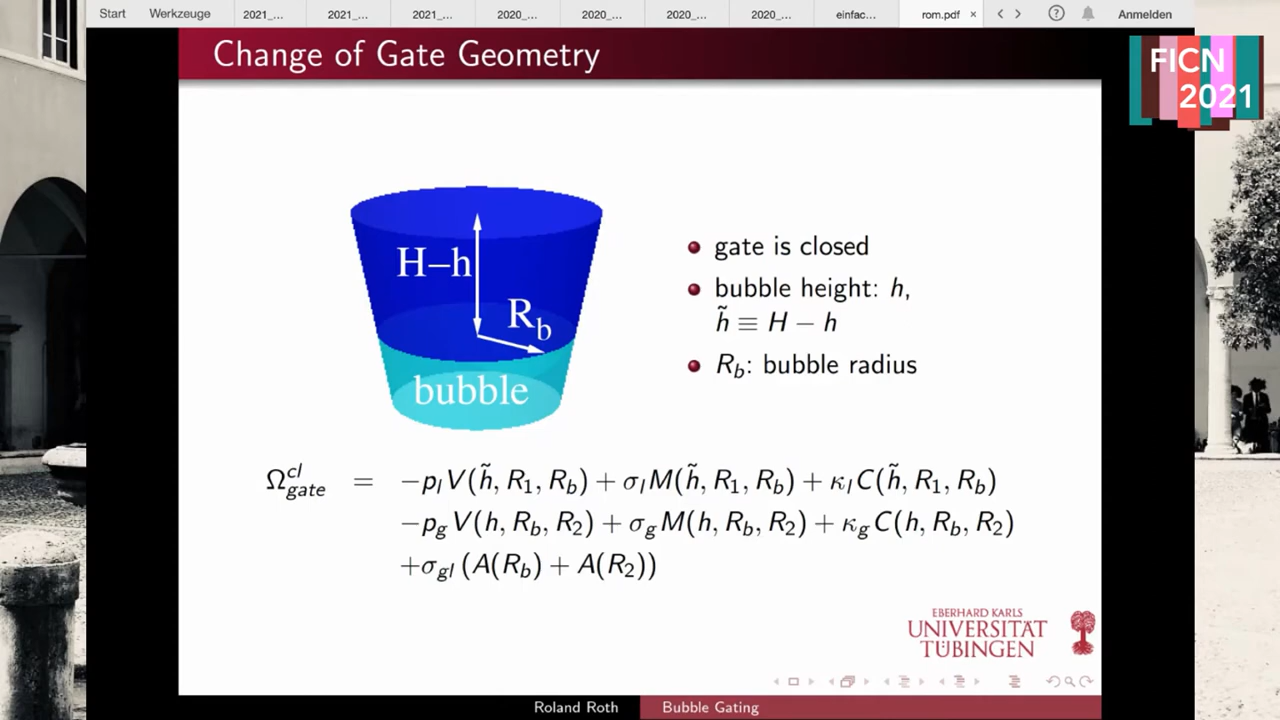 Start Werkzeuge 2021_... 2021_... 2021_... 2020_... 2020_... 2020_... 2020_... einfac... rom.pdf × Anmelden
Change of Gate Geometry
FICN
2021
H–h
R_b
bubble
gate is closed
bubble height: h,
h̃ ≡ H − h
R_b: bubble radius
Ω^{cl}_{gate} = −p_l V(h̃, R_1, R_b) + σ_l M(h̃, R_1, R_b) + κ_l C(h̃, R_1, R_b)
−p_g V(h, R_b, R_2) + σ_g M(h, R_b, R_2) + κ_g C(h, R_b, R_2)
+σ_{gl} (A(R_b) + A(R_2))
EBERHARD KARLS
UNIVERSITÄT
TÜBINGEN
Roland Roth Bubble Gating